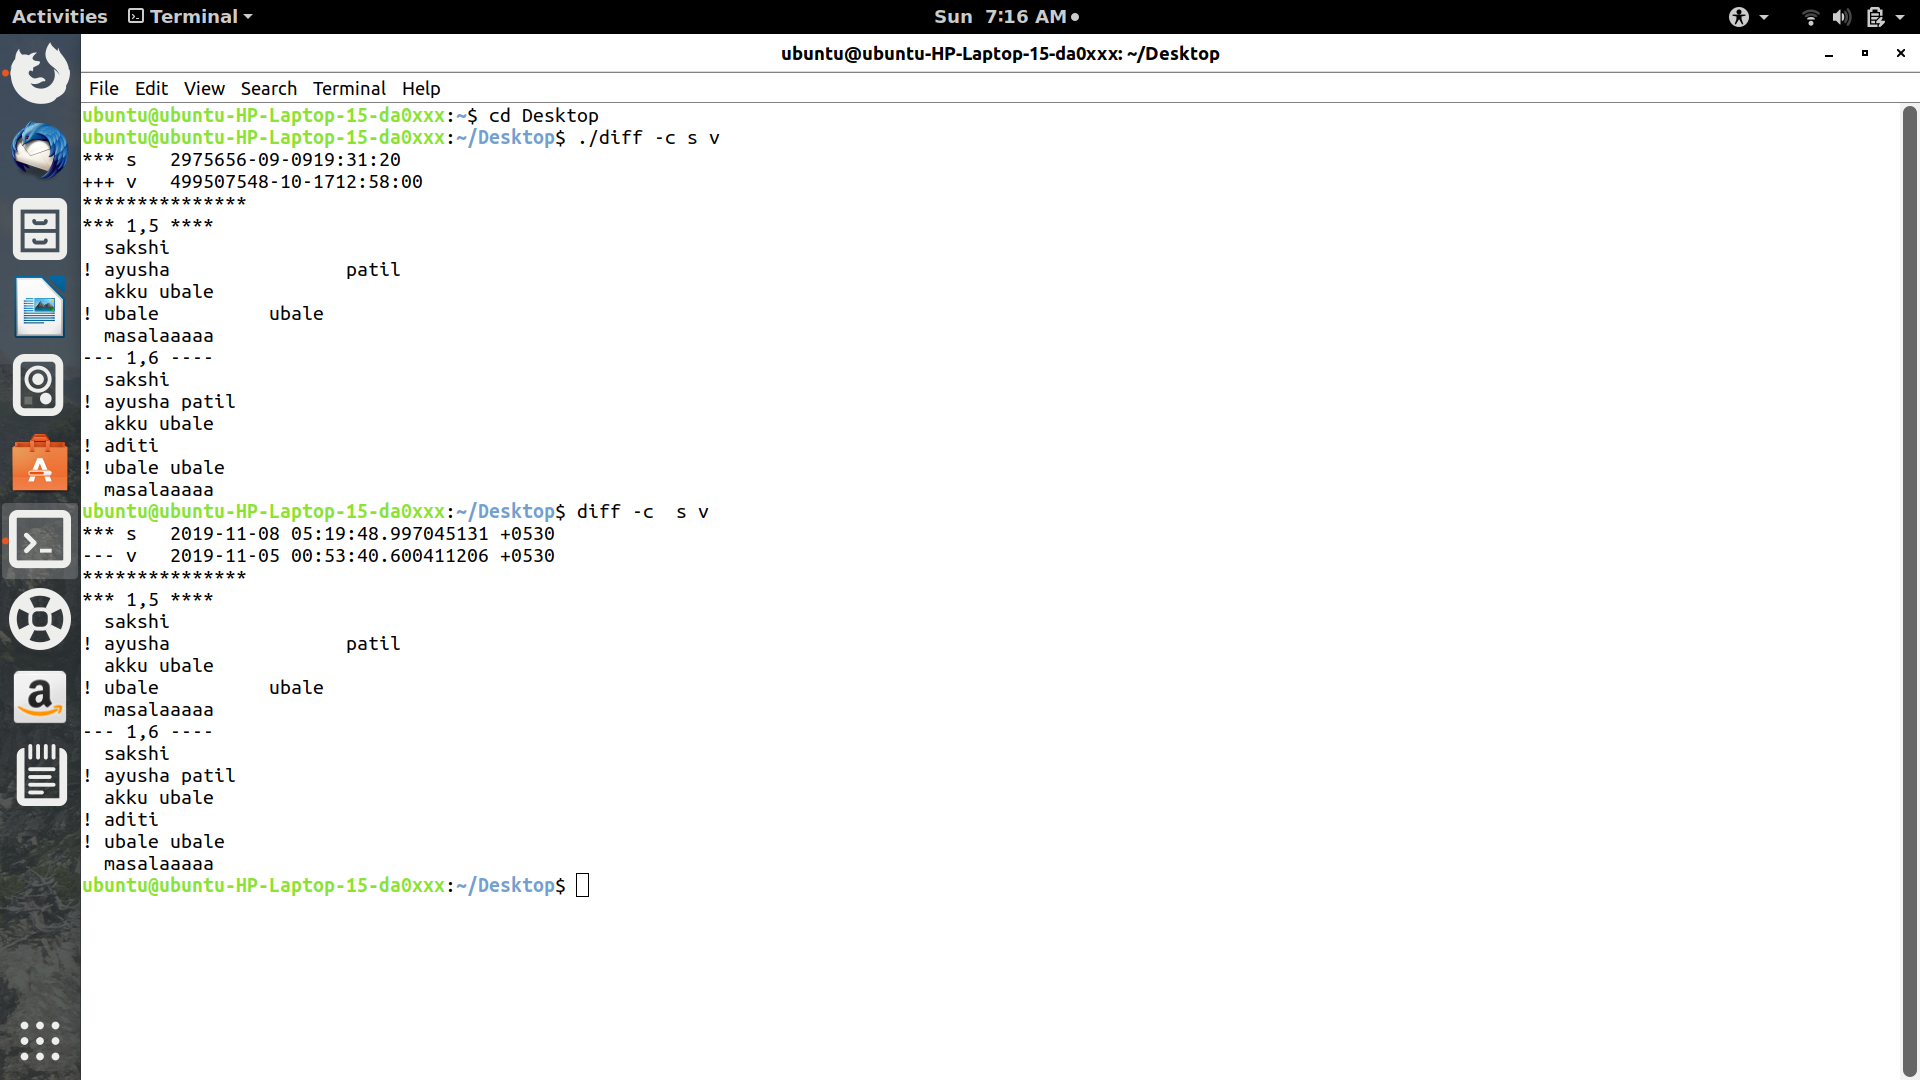 Activities Terminal Sun 7:16 AM
ubuntu@ubuntu-HP-Laptop-15-da0xxx: ~/Desktop
File Edit View Search Terminal Help
ubuntu@ubuntu-HP-Laptop-15-da0xxx:~$ cd Desktop
ubuntu@ubuntu-HP-Laptop-15-da0xxx:~/Desktop$ ./diff -c s v
*** s   2975656-09-0919:31:20
+++ v   499507548-10-1712:58:00
***************
*** 1,5 ****
  sakshi
! ayusha                patil
  akku ubale
! ubale          ubale
  masalaaaaa
--- 1,6 ----
  sakshi
! ayusha patil
  akku ubale
! aditi
! ubale ubale
  masalaaaaa
ubuntu@ubuntu-HP-Laptop-15-da0xxx:~/Desktop$ diff -c  s v
*** s   2019-11-08 05:19:48.997045131 +0530
--- v   2019-11-05 00:53:40.600411206 +0530
***************
*** 1,5 ****
  sakshi
! ayusha                patil
  akku ubale
! ubale          ubale
  masalaaaaa
--- 1,6 ----
  sakshi
! ayusha patil
  akku ubale
! aditi
! ubale ubale
  masalaaaaa
ubuntu@ubuntu-HP-Laptop-15-da0xxx:~/Desktop$